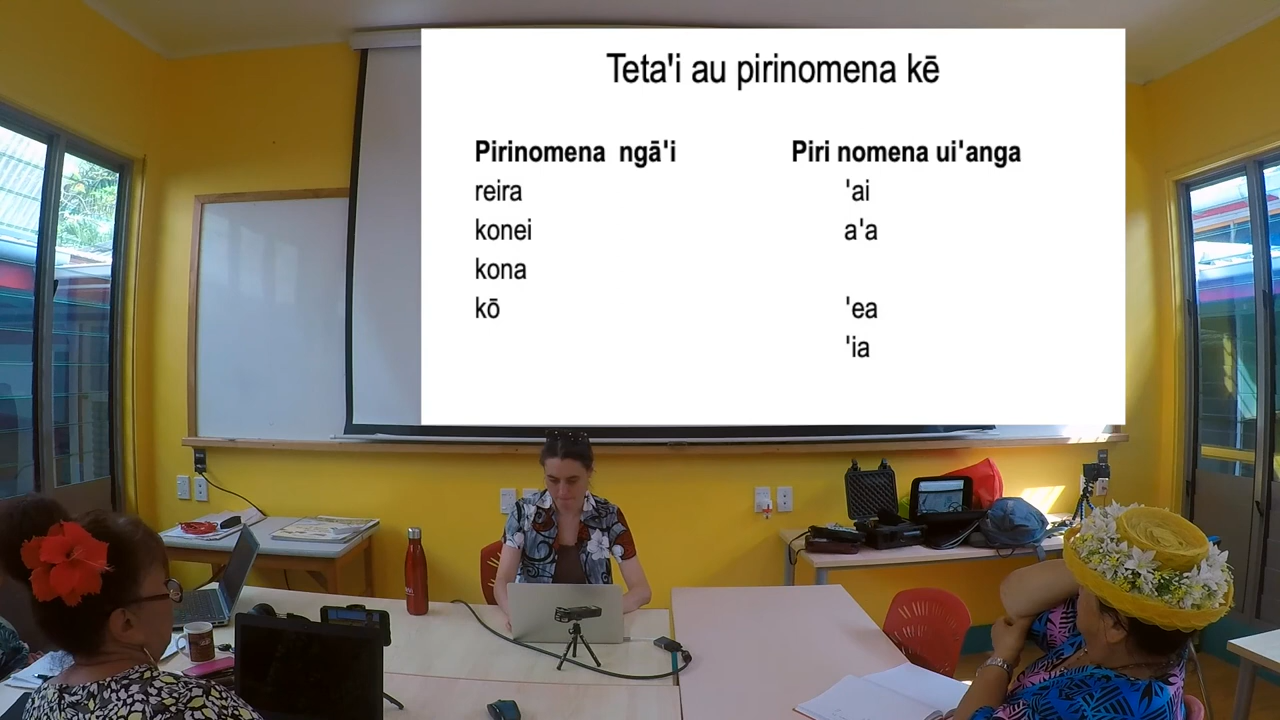 Teta'i au pirinomena kē
Pirinomena ngā'i
reira
konei
kona
kō
Piri nomena ui'anga
'ai
a'a
'ea
'ia